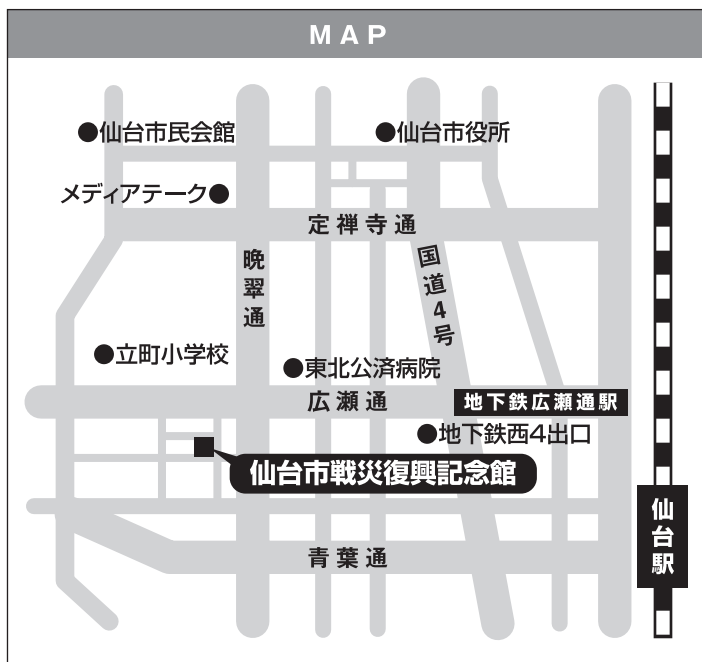 MAP
●仙台市民会館
●仙台市役所
メディアテーク●
定禅寺通
晩翠通
国道4号
●立町小学校
●東北公済病院
広瀬通
地下鉄広瀬通駅
●地下鉄西4出口
仙台市戦災復興記念館
仙台駅
青葉通